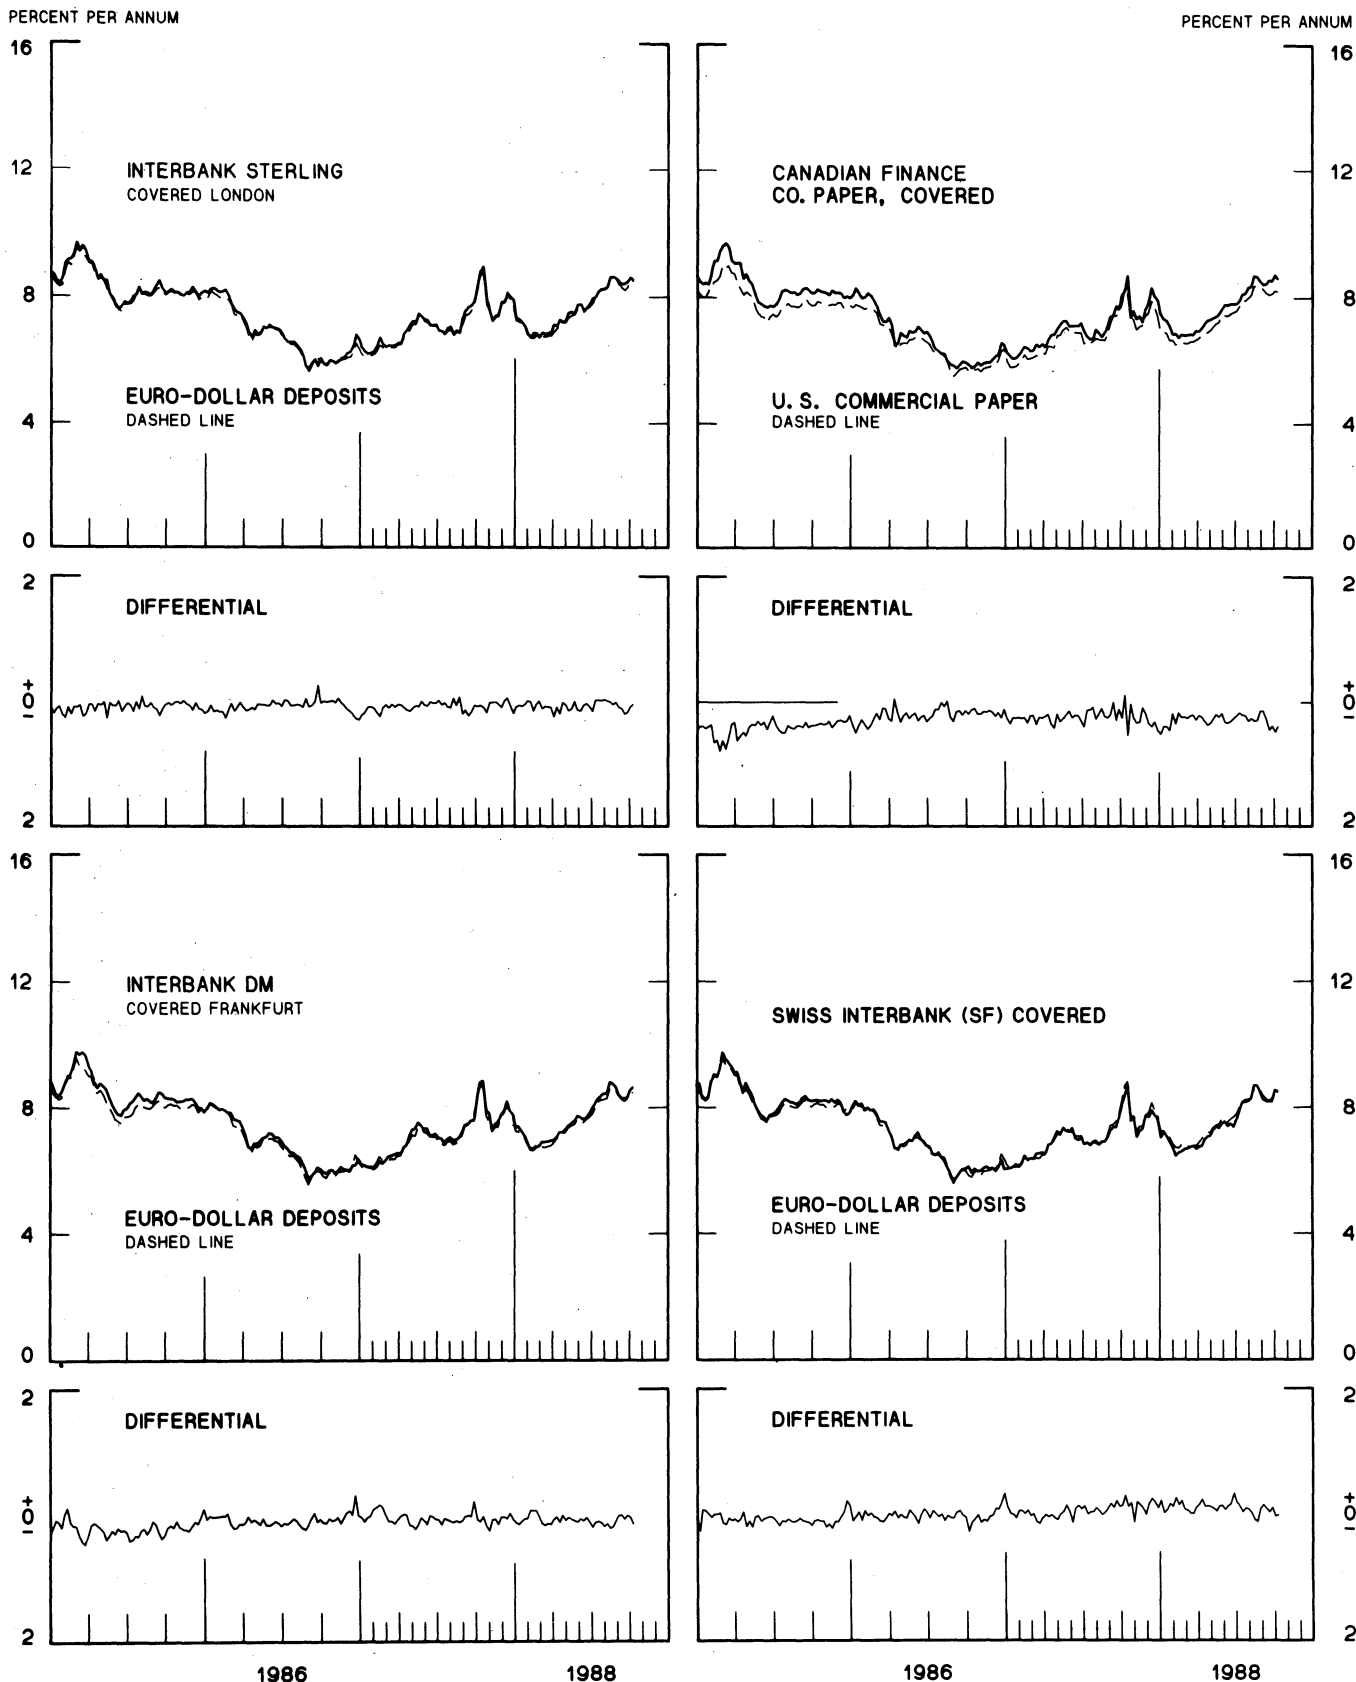 PERCENT PER ANNUM
PERCENT PER ANNUM
16
12
8
4
0
INTERBANK STERLING
COVERED LONDON
EURO-DOLLAR DEPOSITS
DASHED LINE
CANADIAN FINANCE
CO. PAPER, COVERED
U. S. COMMERCIAL PAPER
DASHED LINE
16
12
8
4
0
2
+
0
−
2
DIFFERENTIAL
DIFFERENTIAL
2
+
0
−
2
16
12
8
4
0
INTERBANK DM
COVERED FRANKFURT
EURO-DOLLAR DEPOSITS
DASHED LINE
SWISS INTERBANK (SF) COVERED
EURO-DOLLAR DEPOSITS
DASHED LINE
16
12
8
4
0
2
+
0
−
2
DIFFERENTIAL
DIFFERENTIAL
2
+
0
−
2
1986
1988
1986
1988